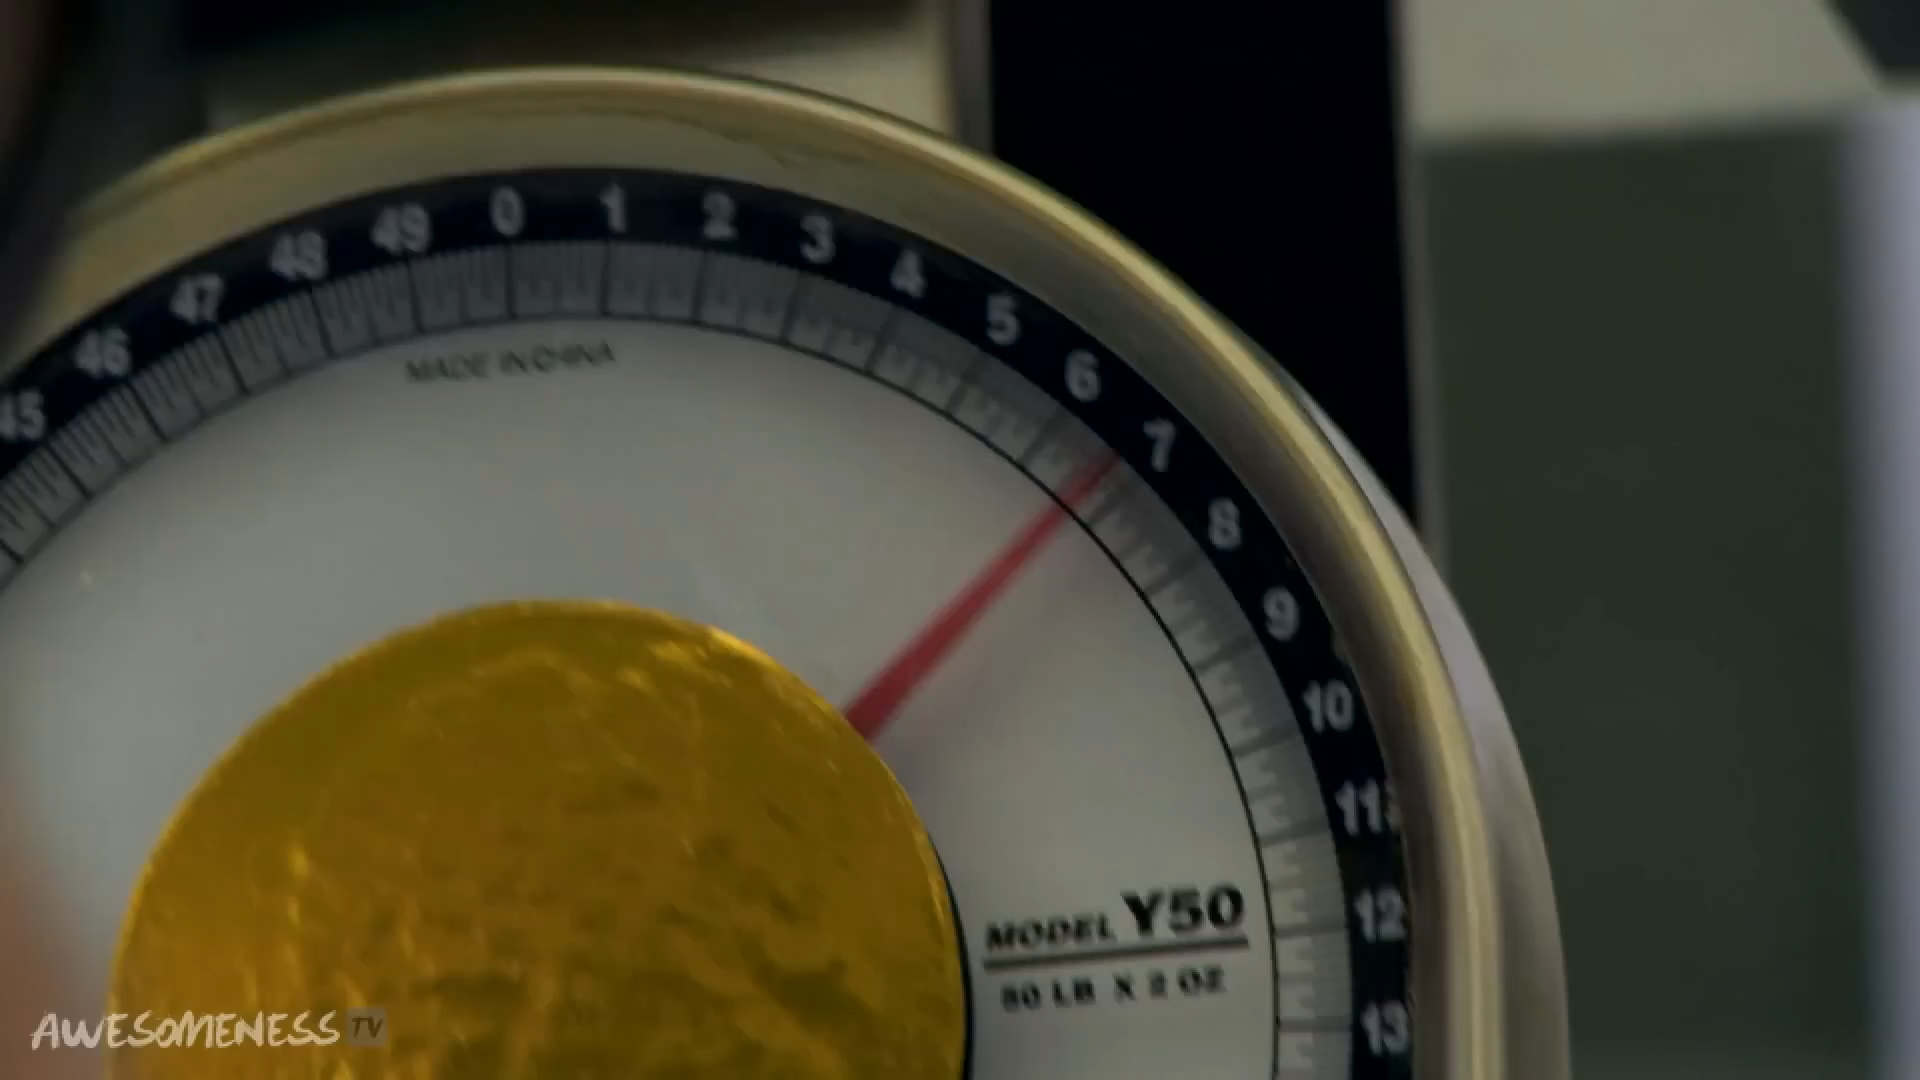 45 46 47 48 49 0 1 2 3 4 5 6 7 8 9 10 11 12 13
MADE IN CHINA
MODEL Y50
50 LB X 2 OZ
AWESOMENESS TV